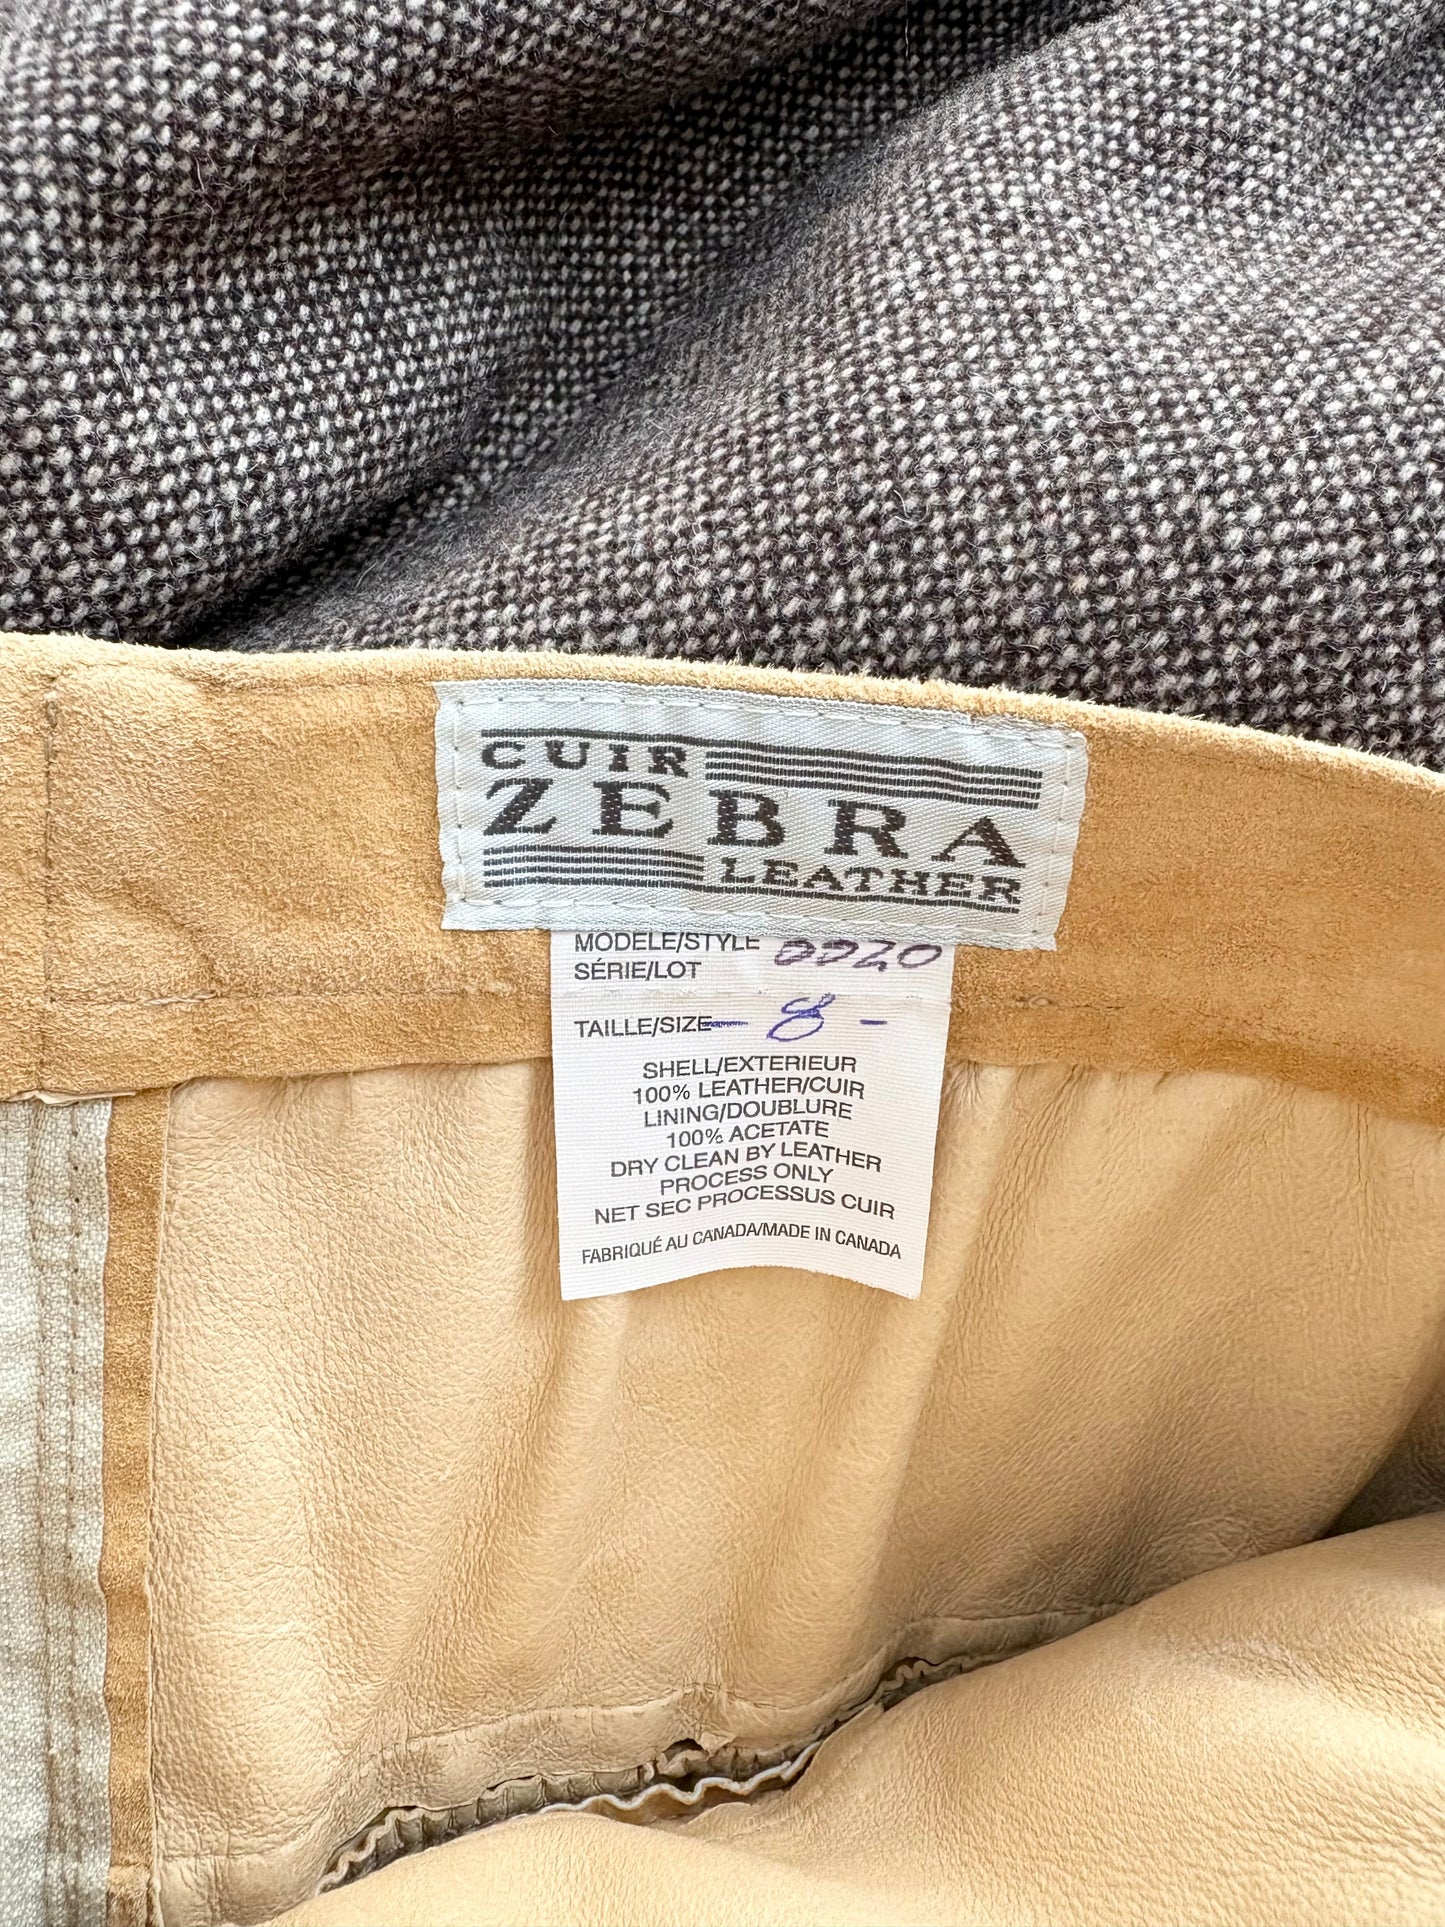 CUIR
ZEBRA
LEATHER
MODELE/STYLE DD20
SÉRIE/LOT
TAILLE/SIZE - 8 -
SHELL/EXTERIEUR
100% LEATHER/CUIR
LINING/DOUBLURE
100% ACETATE
DRY CLEAN BY LEATHER
PROCESS ONLY
NET SEC PROCESSUS CUIR
FABRIQUÉ AU CANADA/MADE IN CANADA